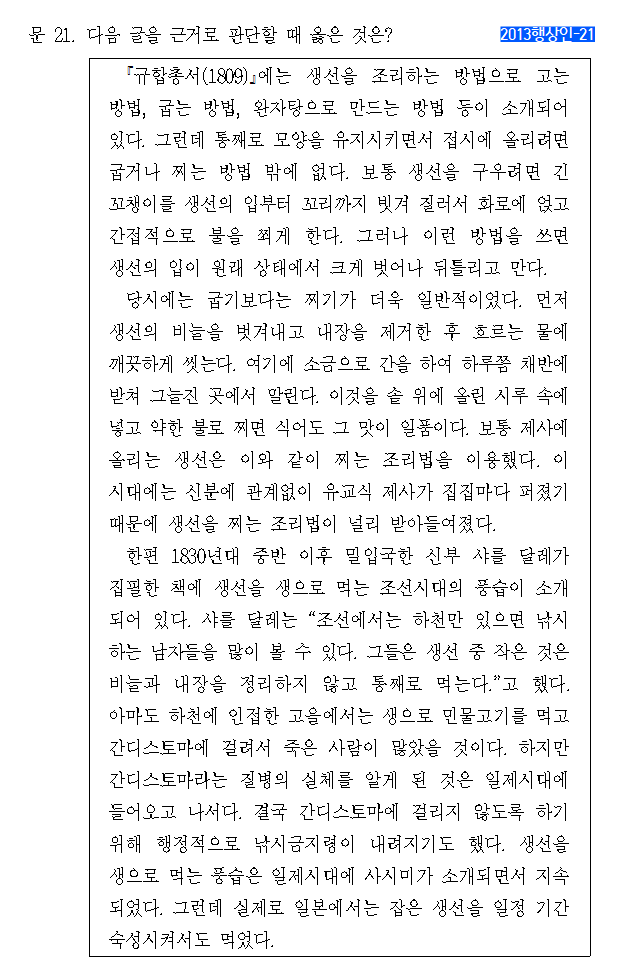 문 21. 다음 글을 근거로 판단할 때 옳은 것은?
2013행상인-21
『규합총서(1809)』에는 생선을 조리하는 방법으로 고는
방법, 굽는 방법, 완자탕으로 만드는 방법 등이 소개되어
있다. 그런데 통째로 모양을 유지시키면서 접시에 올리려면
굽거나 찌는 방법 밖에 없다. 보통 생선을 구우려면 긴
꼬챙이를 생선의 입부터 꼬리까지 빗겨 질러서 화로에 얹고
간접적으로 불을 쬐게 한다. 그러나 이런 방법을 쓰면
생선의 입이 원래 상태에서 크게 벗어나 뒤틀리고 만다.
당시에는 굽기보다는 찌기가 더욱 일반적이었다. 먼저
생선의 비늘을 벗겨내고 내장을 제거한 후 흐르는 물에
깨끗하게 씻는다. 여기에 소금으로 간을 하여 하루쯤 채반에
받쳐 그늘진 곳에서 말린다. 이것을 솥 위에 올린 시루 속에
넣고 약한 불로 찌면 식어도 그 맛이 일품이다. 보통 제사에
올리는 생선은 이와 같이 찌는 조리법을 이용했다. 이
시대에는 신분에 관계없이 유교식 제사가 집집마다 퍼졌기
때문에 생선을 찌는 조리법이 널리 받아들여졌다.
한편 1830년대 중반 이후 밀입국한 신부 샤를 달레가
집필한 책에 생선을 생으로 먹는 조선시대의 풍습이 소개
되어 있다. 샤를 달레는 “조선에서는 하천만 있으면 낚시
하는 남자들을 많이 볼 수 있다. 그들은 생선 중 작은 것은
비늘과 내장을 정리하지 않고 통째로 먹는다.”고 했다.
아마도 하천에 인접한 고을에서는 생으로 민물고기를 먹고
간디스토마에 걸려서 죽은 사람이 많았을 것이다. 하지만
간디스토마라는 질병의 실체를 알게 된 것은 일제시대에
들어오고 나서다. 결국 간디스토마에 걸리지 않도록 하기
위해 행정적으로 낚시금지령이 내려지기도 했다. 생선을
생으로 먹는 풍습은 일제시대에 사시미가 소개되면서 지속
되었다. 그런데 실제로 일본에서는 잡은 생선을 일정 기간
숙성시켜서도 먹었다.